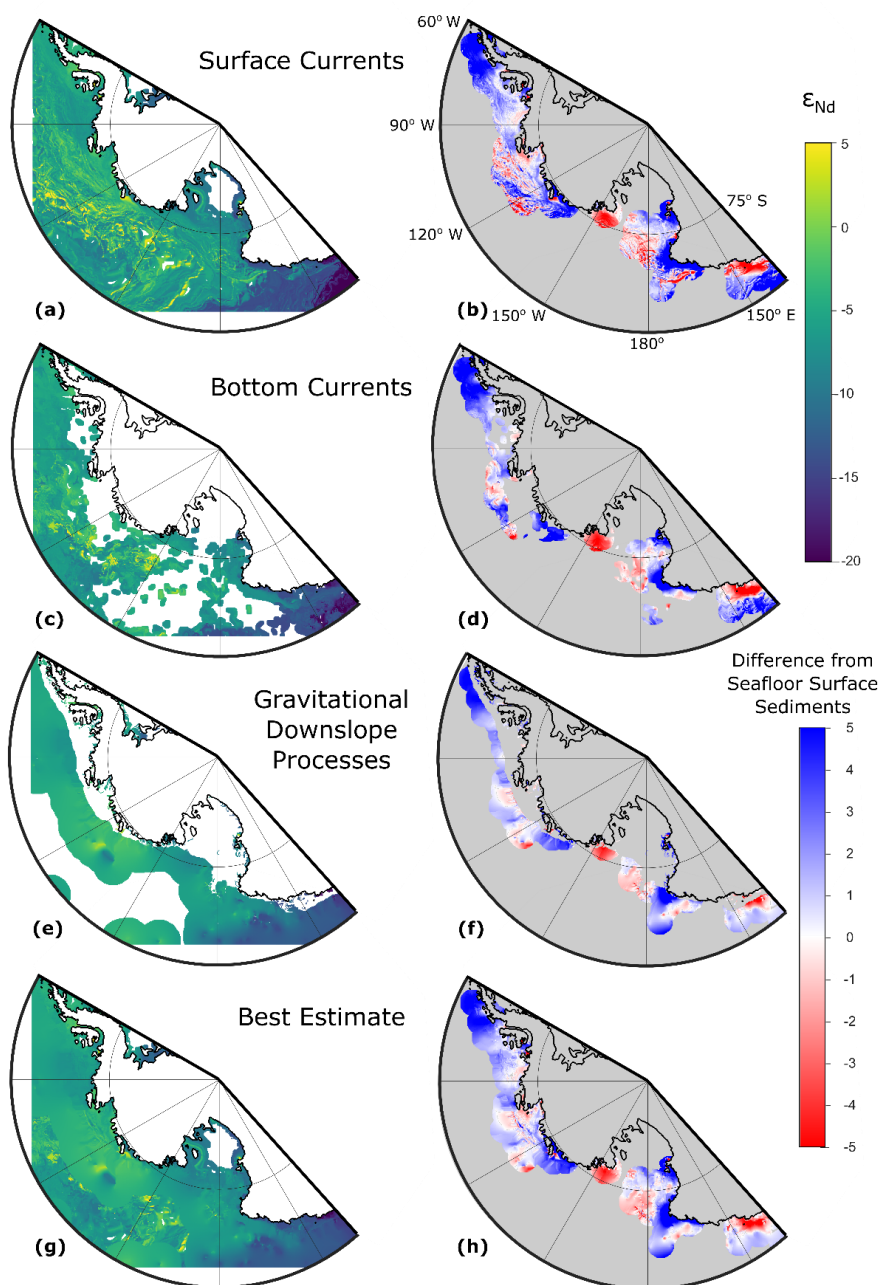 Surface Currents
(a)
60° W
90° W
120° W
150° W
180°
150° E
75° S
(b)
εNd
5
0
-5
-10
-15
-20
Bottom Currents
(c)
(d)
Gravitational
Downslope
Processes
(e)
(f)
Difference from
Seafloor Surface
Sediments
5
4
3
2
1
0
-1
-2
-3
-4
-5
Best Estimate
(g)
(h)